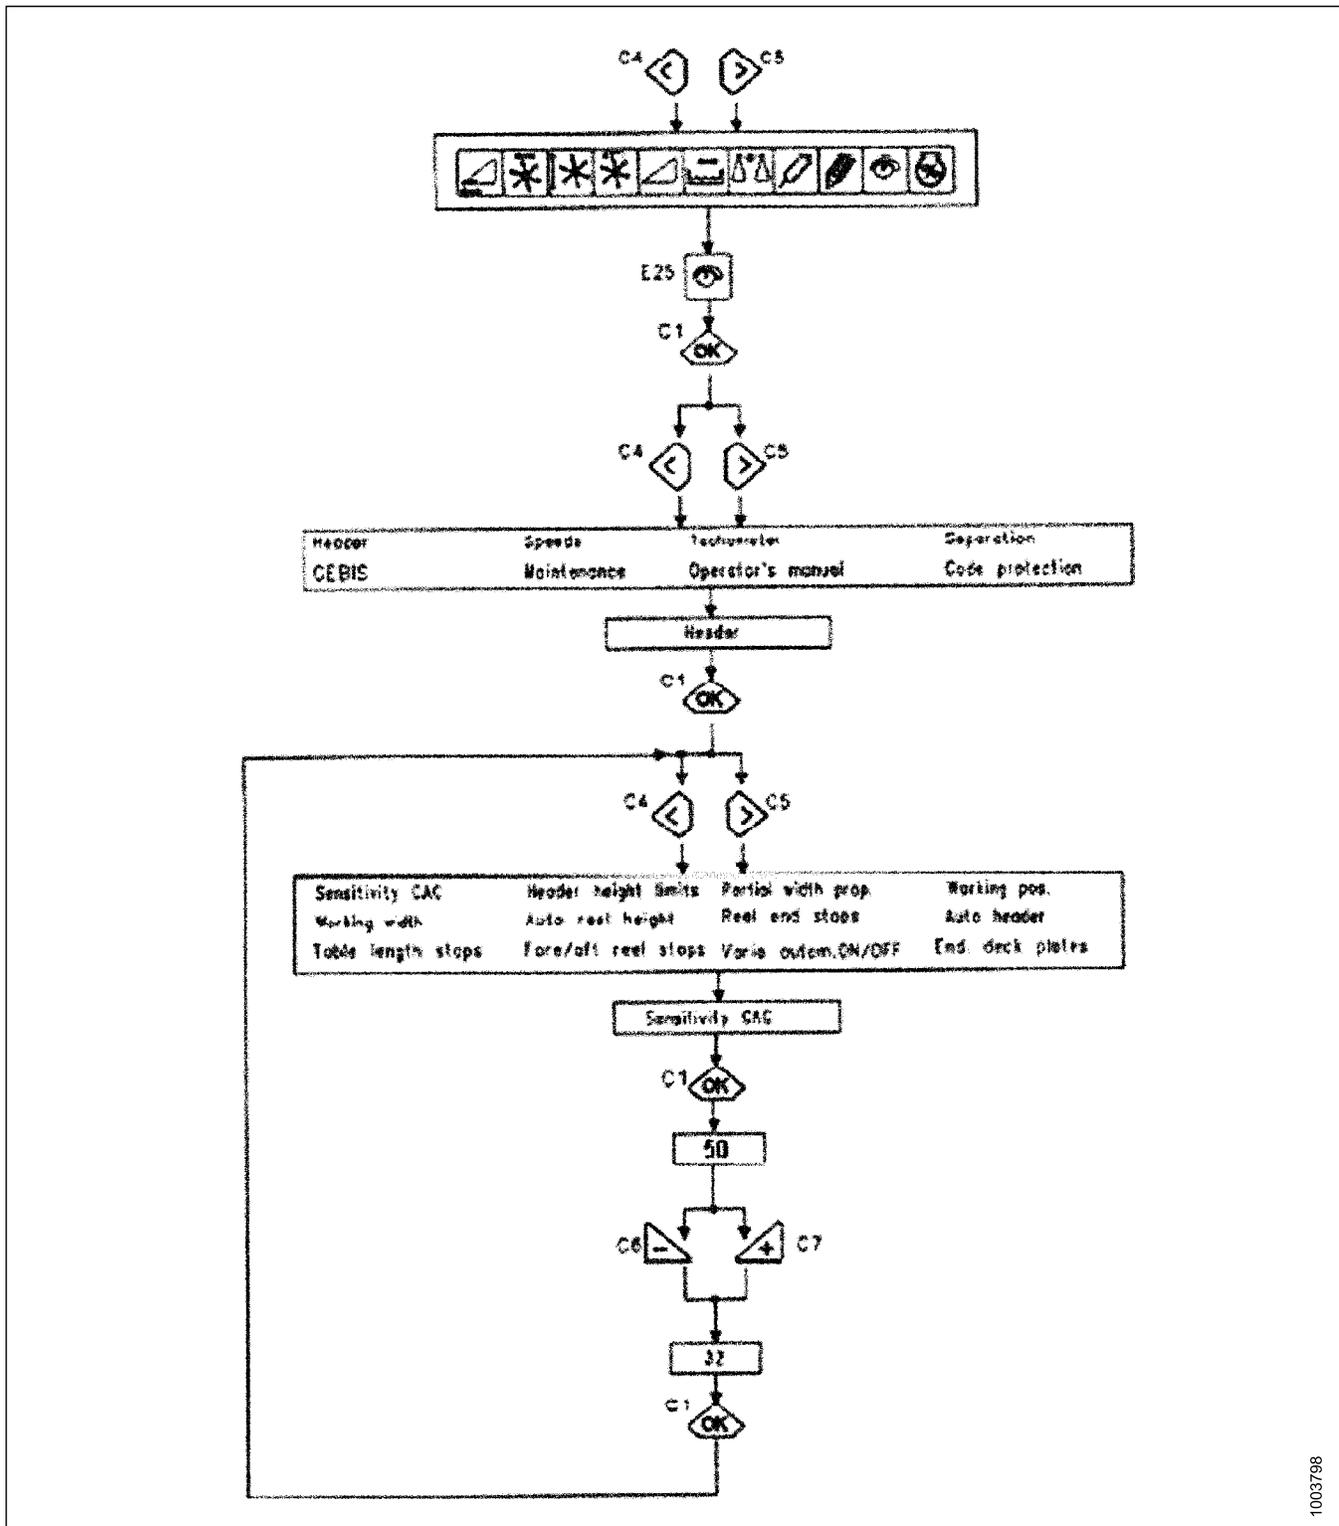 C4 < > C5
E25
C1
OK
C4 < > C5
Header Speeds Tachometer Separation
CEBIS Maintenance Operator's manual Code protection
Header
C1
OK
C4 < > C5
Sensitivity CAC Header height limits Partial width prop. Working pos.
Working width Auto reel height Reel end stops Auto header
Table length stops Fore/aft reel stops Vario autom.ON/OFF End. deck plates
Sensitivity CAC
C1 OK
50
C6 - + C7
32
C1
OK
1003798